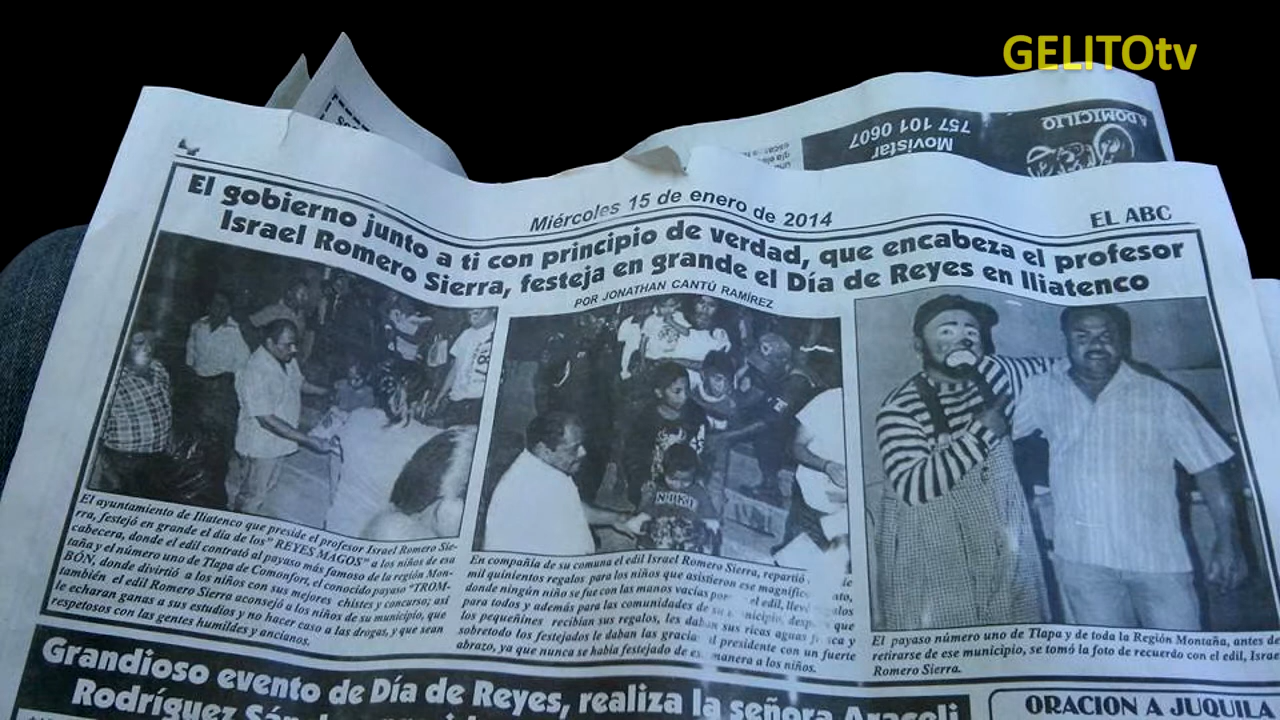 GELITOtv
A DOMICILIO
Movistar
757 101 0607
Miércoles 15 de enero de 2014
EL ABC
El gobierno junto a ti con principio de verdad, que encabeza el profesor
Israel Romero Sierra, festeja en grande el Día de Reyes en Iliatenco
POR JONATHAN CANTÚ RAMÍREZ
NIKE
El ayuntamiento de Iliatenco que preside el profesor Israel Romero Sie-
rra, festejó en grande el día de los" REYES MAGOS" a los niños de esa
cabecera, donde el edil contrató al payaso más famoso de la región Mon-
taña y el número uno de Tlapa de Comonfort, el conocido payaso "TROM-
BÓN, donde divirtió a los niños con sus mejores chistes y concurso; así
también el edil Romero Sierra aconsejó a los niños de su municipio, que
le echaran ganas a sus estudios y no hacer caso a las drogas, y que sean
respetosos con las gentes humildes y ancianos.
En compañía de su comuna el edil Israel Romero Sierra, repartió
mil quinientos regalos para los niños que asistieron ese
donde ningún niño se fue con las manos vacías el edil,
para todos y además para las comunidades de su que
los pequeñines recibían sus regalos, les daban sus ricas aguas y
sobretodo los festejados le daban las presidente con un fuerte
abrazo, ya que nunca se había festejado de manera a los niños.
El payaso número uno de Tlapa y de toda la Región Montaña, antes de
retirarse de ese municipio, se tomó la foto de recuerdo con el edil,
Romero Sierra.
Grandioso evento de Día de Reyes, realiza la señora Araceli
Rodríguez
ORACION A JUQUILA